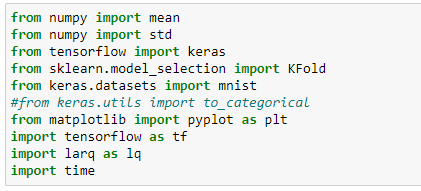 from numpy import mean
from numpy import std
from tensorflow import keras
from sklearn.model_selection import KFold
from keras.datasets import mnist
#from keras.utils import to_categorical
from matplotlib import pyplot as plt
import tensorflow as tf
import larq as lq
import time